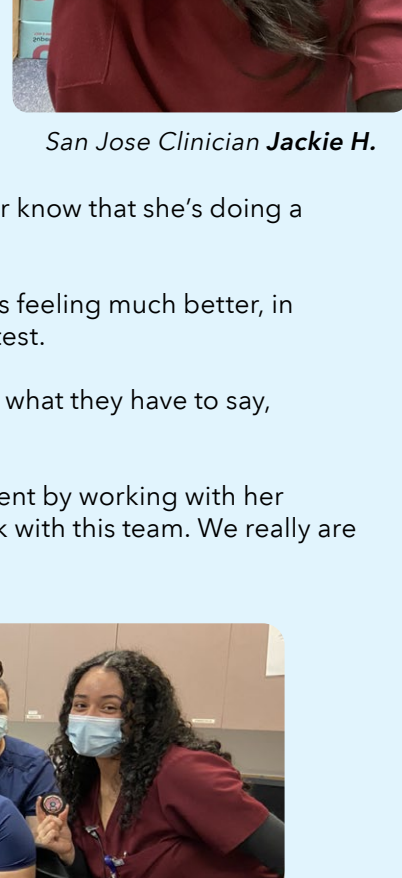 San Jose Clinician Jackie H.
r know that she's doing a
s feeling much better, in
test.
what they have to say,
ent by working with her
k with this team. We really are